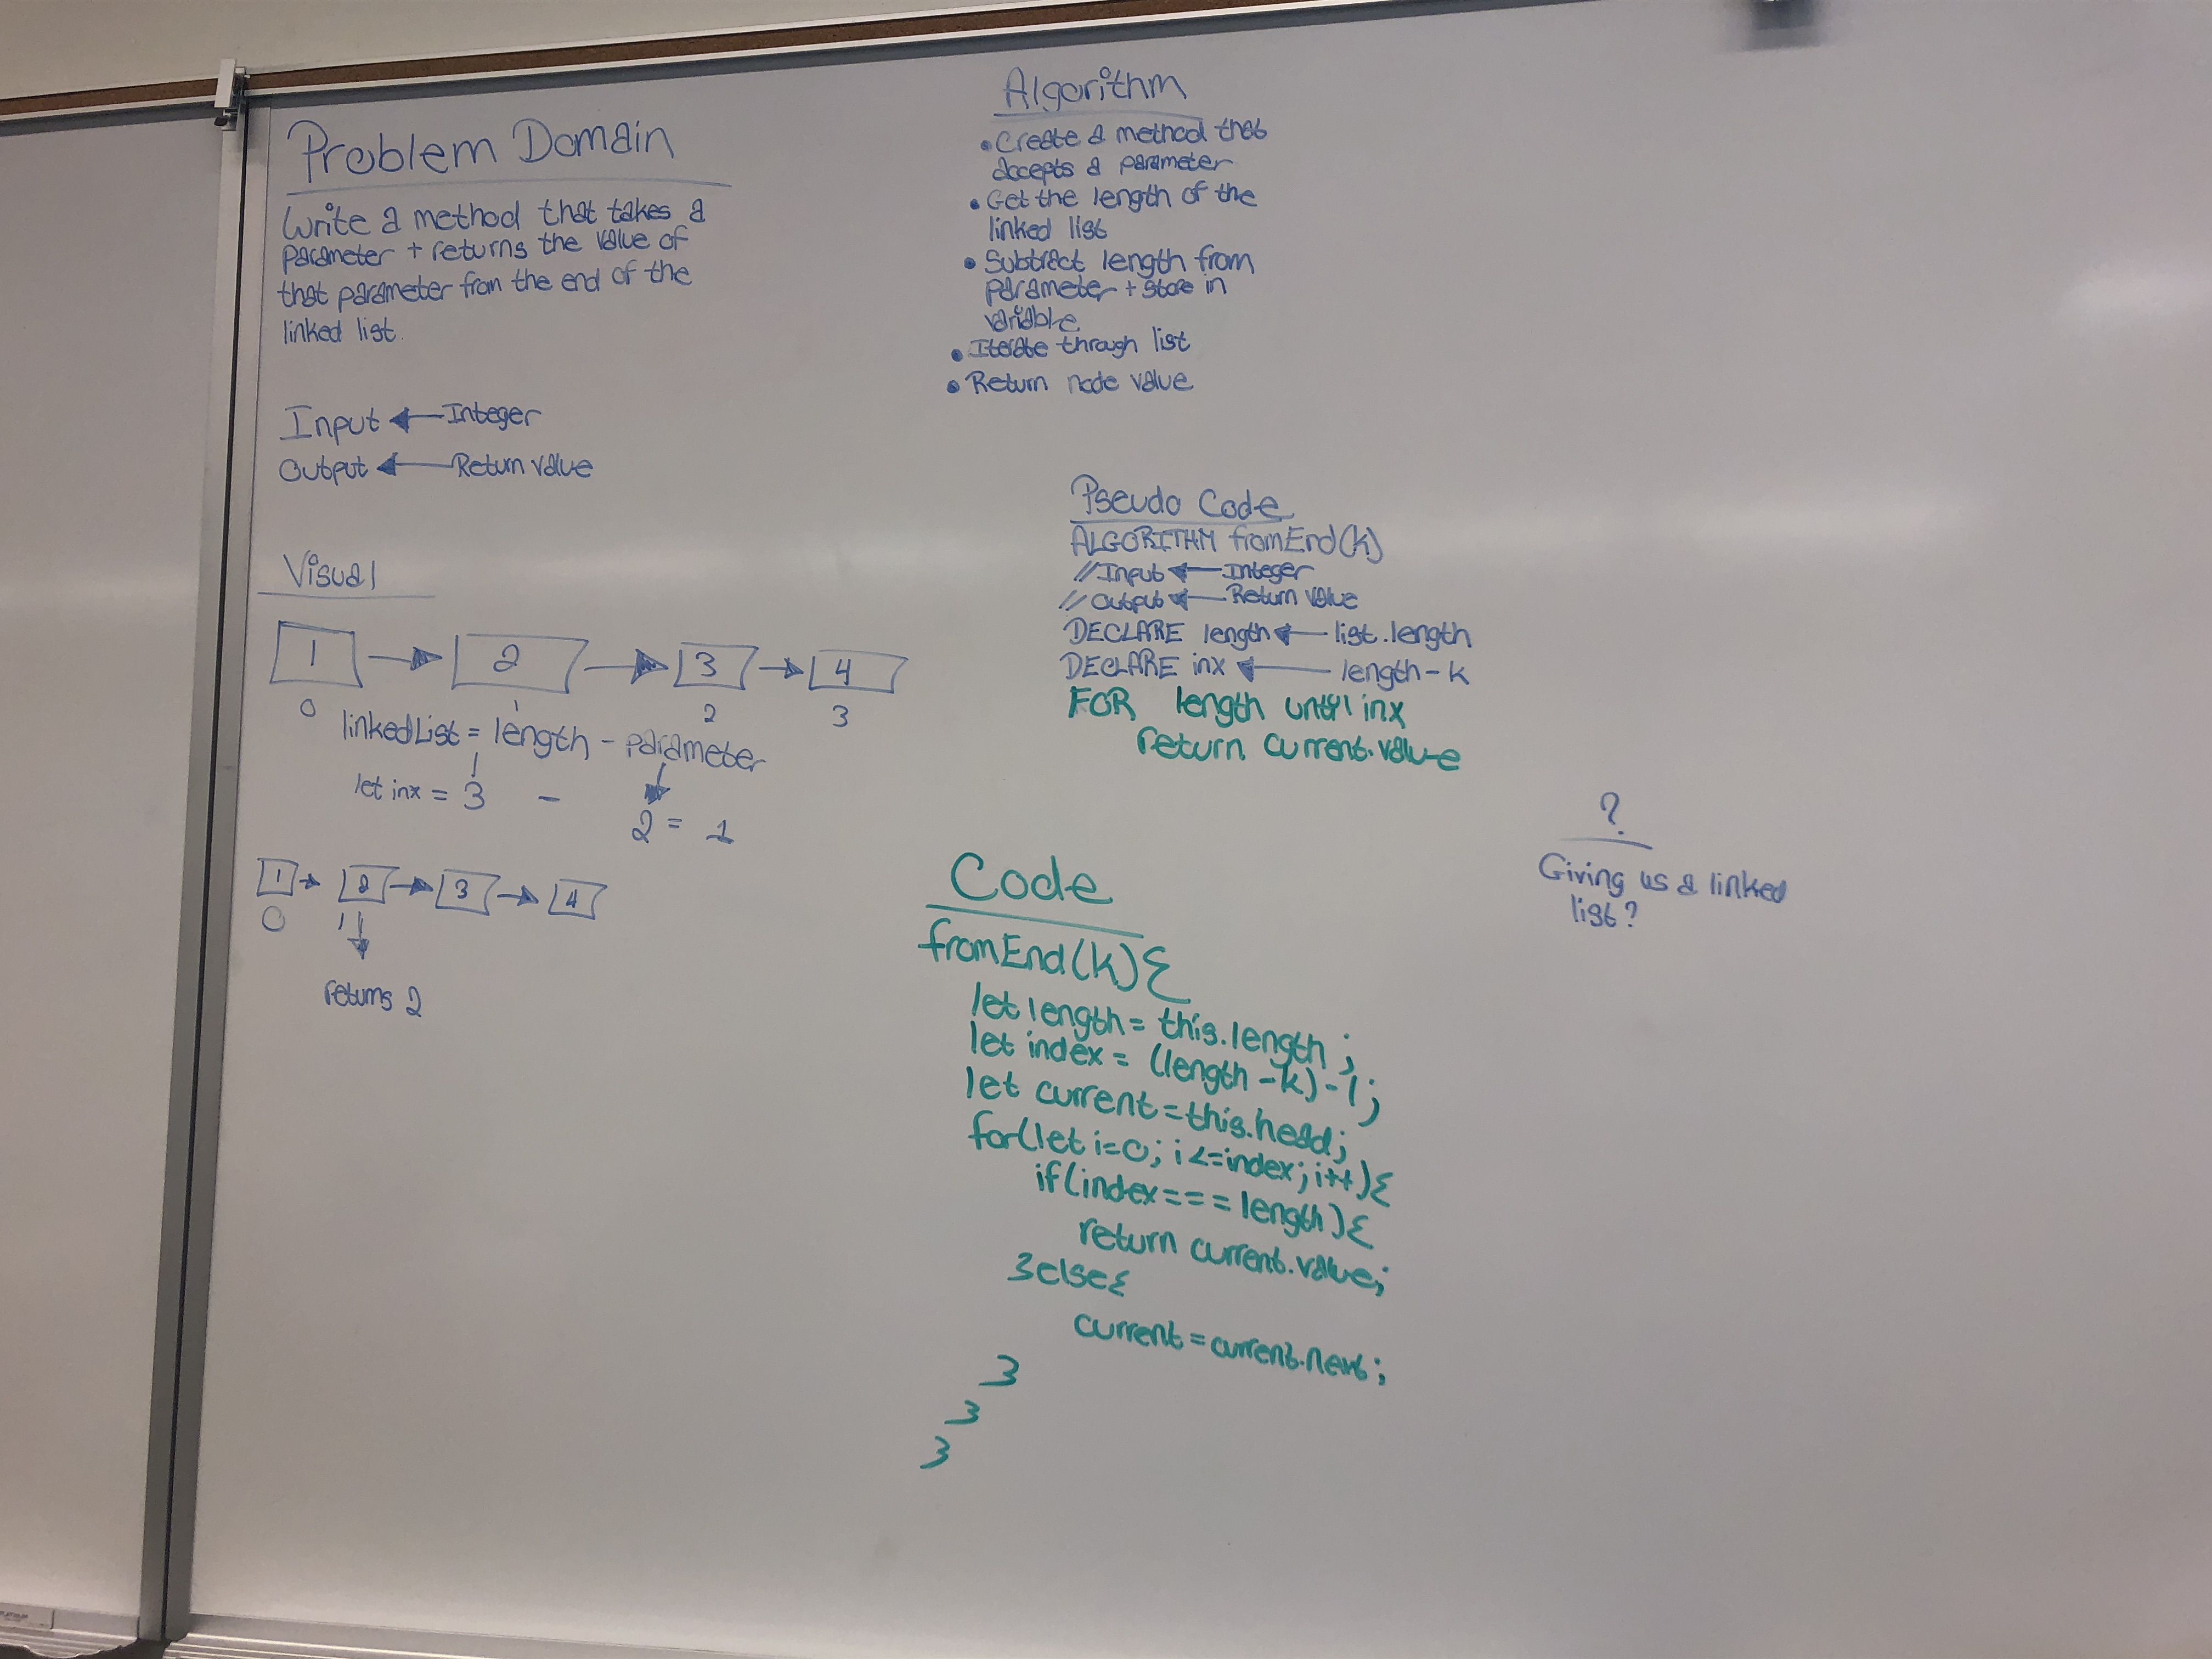 Problem Domain
Write a method that takes a
parameter + returns the value of
that parameter from the end of the
linked list.
Input ← Integer
Output ← Return value
Visual
1 → 2 → 3 → 4
0 1 2 3
linkedList = length - parameter
let inx = 3 - 2 = 1
1 → 2 → 3 → 4
0 1
returns 2
Algorithm
• Create a method that
accepts a parameter
• Get the length of the
linked list
• Subtract length from
parameter + store in
variable
• Iterate through list
• Return node value
Pseudo Code
ALGORITHM fromEnd(k)
// Input ← Integer
// Output ← Return value
DECLARE length ← list.length
DECLARE inx ← length - k
FOR length until inx
return current.value
?
Giving us a linked
list?
Code
fromEnd(k){
let length = this.length;
let index = (length - k) - 1;
let current = this.head;
for(let i=0; i<=index; i++){
if(index === length){
return current.value;
}else{
current = current.next;
}
}
}